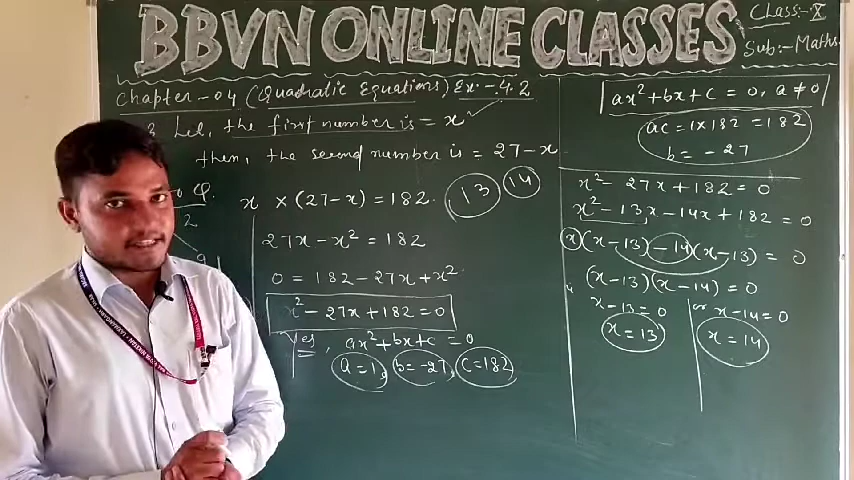 BBVN ONLINE CLASSES
Class:- X
Sub:- Maths
Chapter-04 (Quadratic Equations) Ex:-4.2
3 Let, the first number is = x
then, the second number is = 27-x
x × (27-x) = 182
13 14
27x - x² = 182
0 = 182 - 27x + x²
x² - 27x + 182 = 0
Yes, ax² + bx + c = 0
a = 1, b = -27, c = 182
ax² + bx + c = 0, a ≠ 0
ac = 1 × 182 = 182
b = -27
x² - 27x + 182 = 0
x² - 13x - 14x + 182 = 0
x (x-13) -14 (x-13) = 0
(x-13)(x-14) = 0
x-13 = 0 or x-14 = 0
x = 13 x = 14